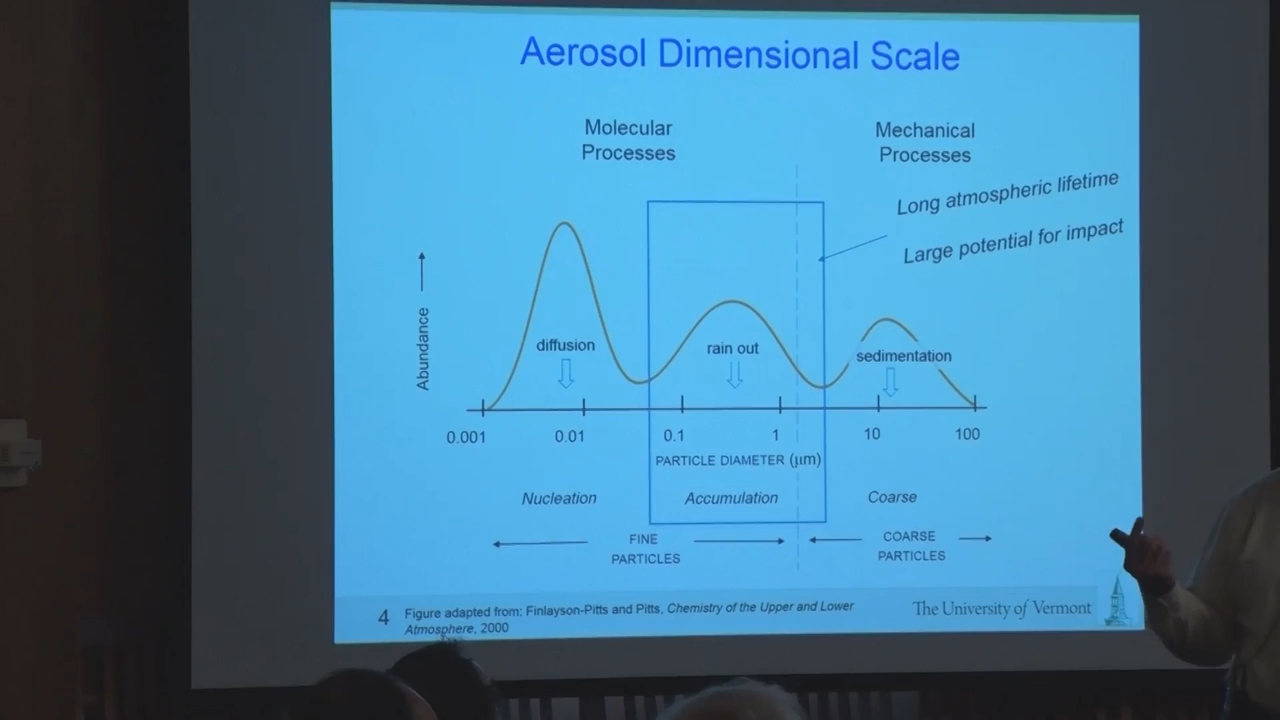 Aerosol Dimensional Scale
Molecular
Processes
Mechanical
Processes
Long atmospheric lifetime
Large potential for impact
Abundance
diffusion
rain out
sedimentation
0.001
0.01
0.1
1
10
100
PARTICLE DIAMETER (μm)
Nucleation
Accumulation
Coarse
FINE
PARTICLES
COARSE
PARTICLES
4
Figure adapted from: Finlayson-Pitts and Pitts, Chemistry of the Upper and Lower
Atmosphere, 2000
The University of Vermont